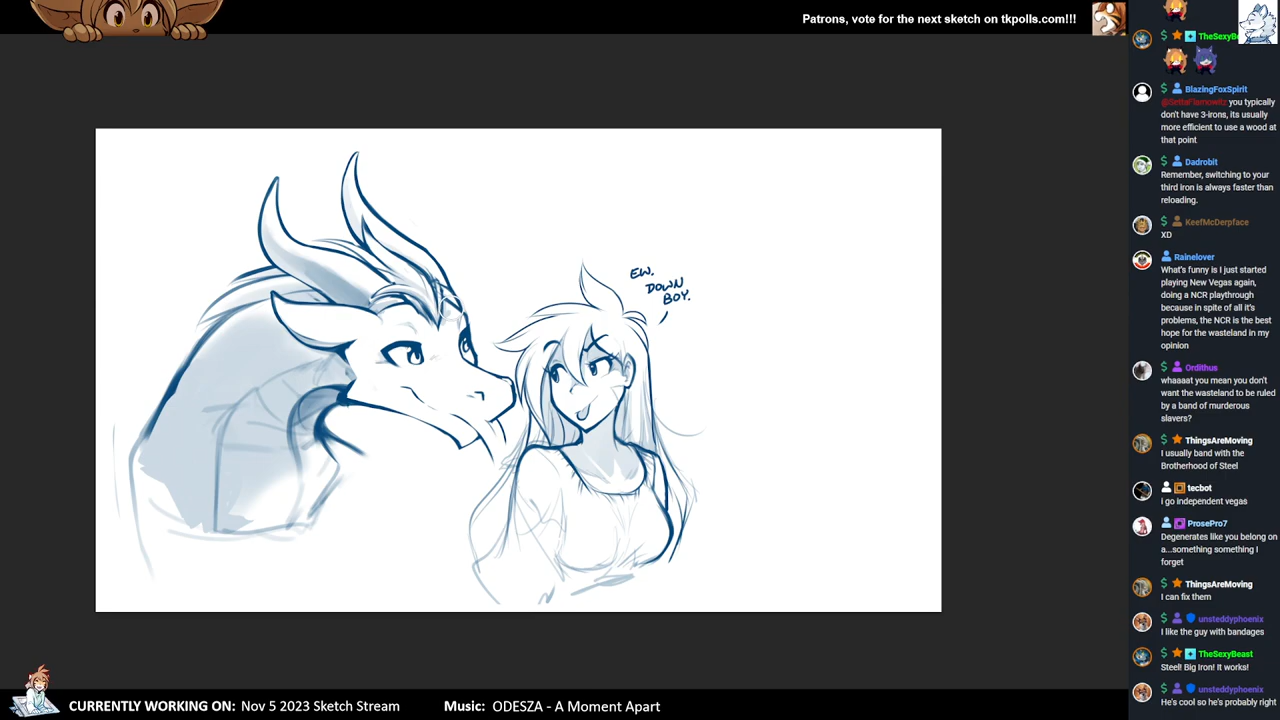 Patrons, vote for the next sketch on tkpolls.com!!!
EW.
DOWN
BOY.
CURRENTLY WORKING ON: Nov 5 2023 Sketch Stream
Music: ODESZA - A Moment Apart
$ TheSexyBe
$ BlazingFoxSpirit
@SettaFlamowitz you typically
don't have 3-irons, its usually
more efficient to use a wood at
that point
$ Dadrobit
Remember, switching to your
third iron is always faster than
reloading.
$ KeefMcDerpface
XD
Rainelover
What's funny is I just started
playing New Vegas again,
doing a NCR playthrough
because in spite of all it's
problems, the NCR is the best
hope for the wasteland in my
opinion
$ Ordithus
whaaaat you mean you don't
want the wasteland to be ruled
by a band of murderous
slavers?
$ ThingsAreMoving
I usually band with the
Brotherhood of Steel
tecbot
i go independent vegas
ProsePro7
Degenerates like you belong on
a...something something I
forget
$ ThingsAreMoving
I can fix them
$ unsteddyphoenix
I like the guy with bandages
$ TheSexyBeast
Steel! Big Iron! It works!
$ unsteddyphoenix
He's cool so he's probably right